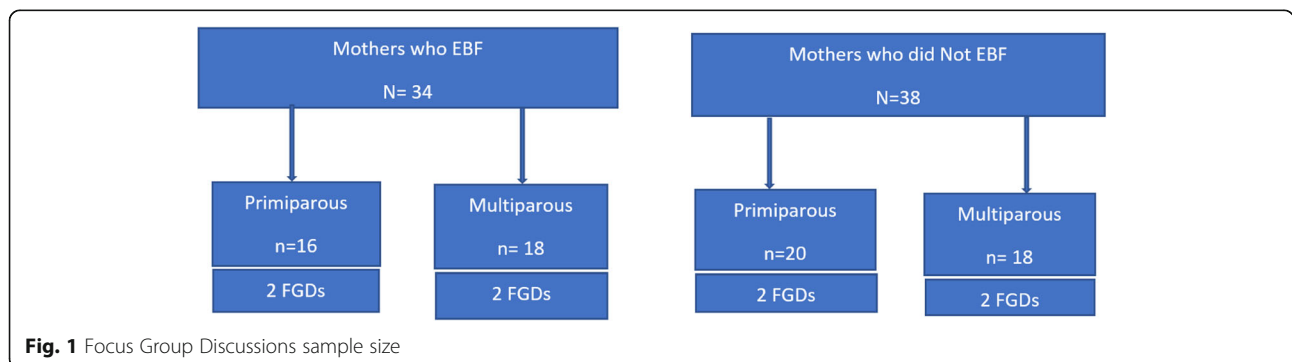 Mothers who EBF
N= 34
Primiparous
n=16
2 FGDs
Multiparous
n= 18
2 FGDs
Mothers who did Not EBF
N=38
Primiparous
n=20
2 FGDs
Multiparous
n= 18
2 FGDs
Fig. 1 Focus Group Discussions sample size